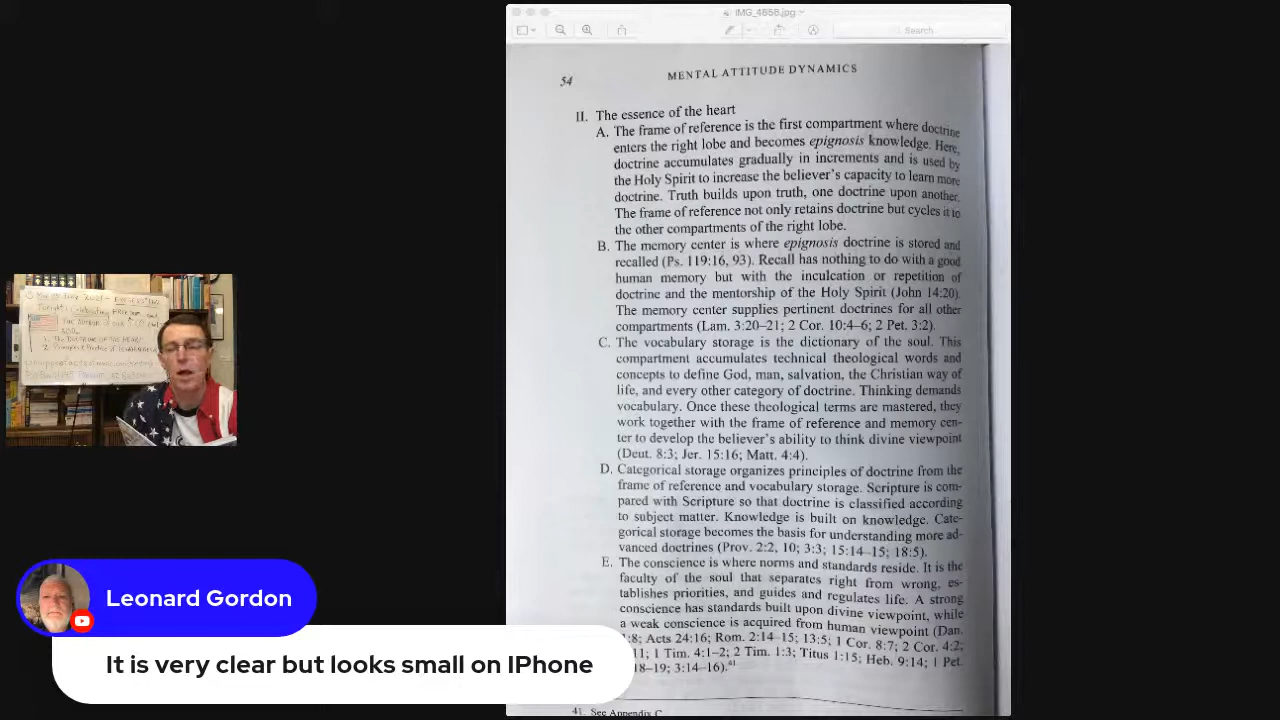 IMG_4858.jpg
Search
54 MENTAL ATTITUDE DYNAMICS
II. The essence of the heart
A. The frame of reference is the first compartment where doctrine
enters the right lobe and becomes epignosis knowledge. Here,
doctrine accumulates gradually in increments and is used by
the Holy Spirit to increase the believer's capacity to learn more
doctrine. Truth builds upon truth, one doctrine upon another.
The frame of reference not only retains doctrine but cycles it to
the other compartments of the right lobe.
B. The memory center is where epignosis doctrine is stored and
recalled (Ps. 119:16, 93). Recall has nothing to do with a good
human memory but with the inculcation or repetition of
doctrine and the mentorship of the Holy Spirit (John 14:20).
The memory center supplies pertinent doctrines for all other
compartments (Lam. 3:20–21; 2 Cor. 10:4–6; 2 Pet. 3:2).
C. The vocabulary storage is the dictionary of the soul. This
compartment accumulates technical theological words and
concepts to define God, man, salvation, the Christian way of
life, and every other category of doctrine. Thinking demands
vocabulary. Once these theological terms are mastered, they
work together with the frame of reference and memory cen-
ter to develop the believer's ability to think divine viewpoint
(Deut. 8:3; Jer. 15:16; Matt. 4:4).
D. Categorical storage organizes principles of doctrine from the
frame of reference and vocabulary storage. Scripture is com-
pared with Scripture so that doctrine is classified according
to subject matter. Knowledge is built on knowledge. Cate-
gorical storage becomes the basis for understanding more ad-
vanced doctrines (Prov. 2:2, 10; 3:3; 15:14–15; 18:5).
E. The conscience is where norms and standards reside. It is the
faculty of the soul that separates right from wrong, es-
tablishes priorities, and guides and regulates life. A strong
conscience has standards built upon divine viewpoint, while
a weak conscience is acquired from human viewpoint (Dan.
1:8; Acts 24:16; Rom. 2:14–15; 13:5; 1 Cor. 8:7; 2 Cor. 4:2;
11; 1 Tim. 4:1–2; 2 Tim. 1:3; Titus 1:15; Heb. 9:14; 1 Pet.
18–19; 3:14–16).41
41. See Appendix C
Tonight: Celebrating Freedom and
1. The Doctrine of the Heart
2. Principles
Leonard Gordon
It is very clear but looks small on IPhone